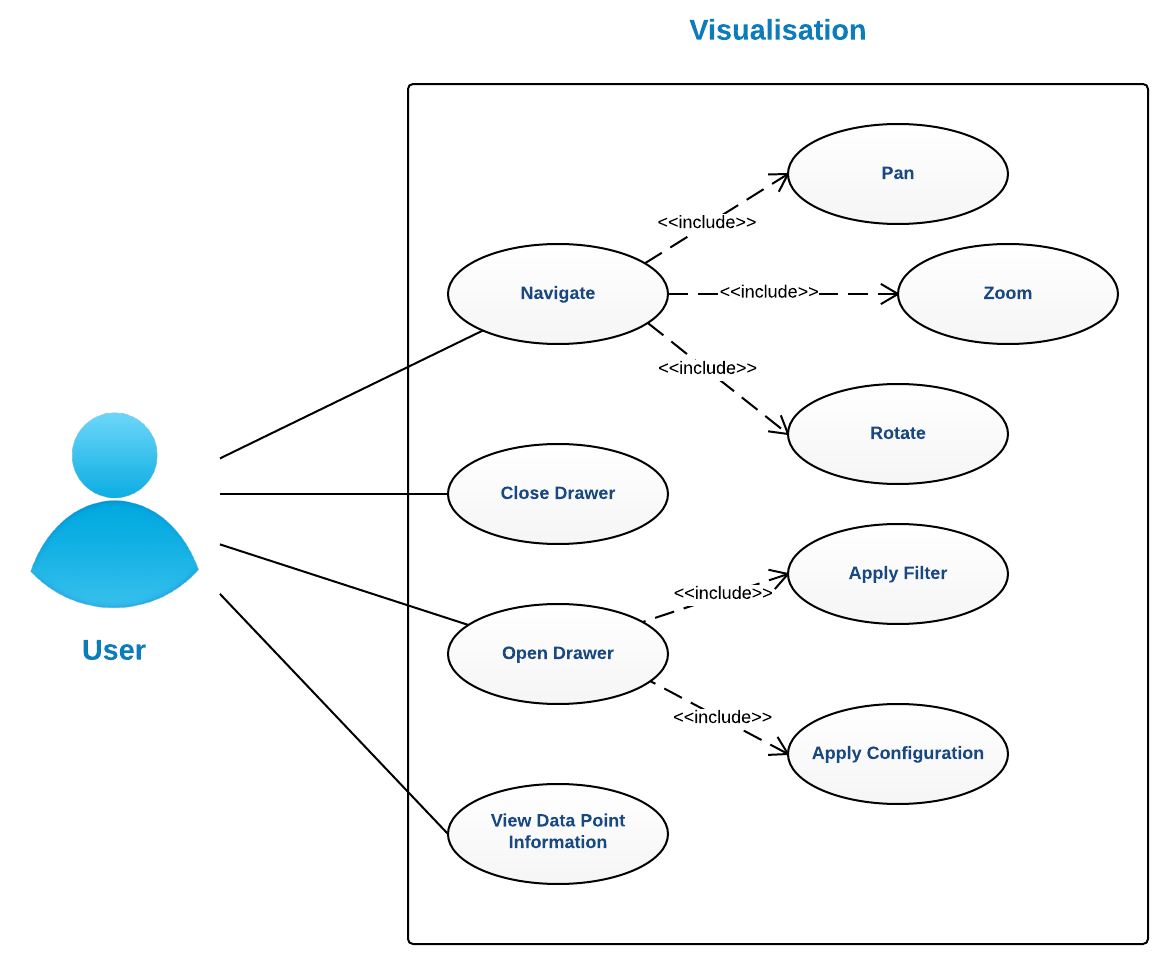 Visualisation
Pan
<<include>>
Navigate
<<include>>
Zoom
<<include>>
Rotate
Close Drawer
Apply Filter
<<include>>
Open Drawer
User
<<include>>
Apply Configuration
View Data Point
Information